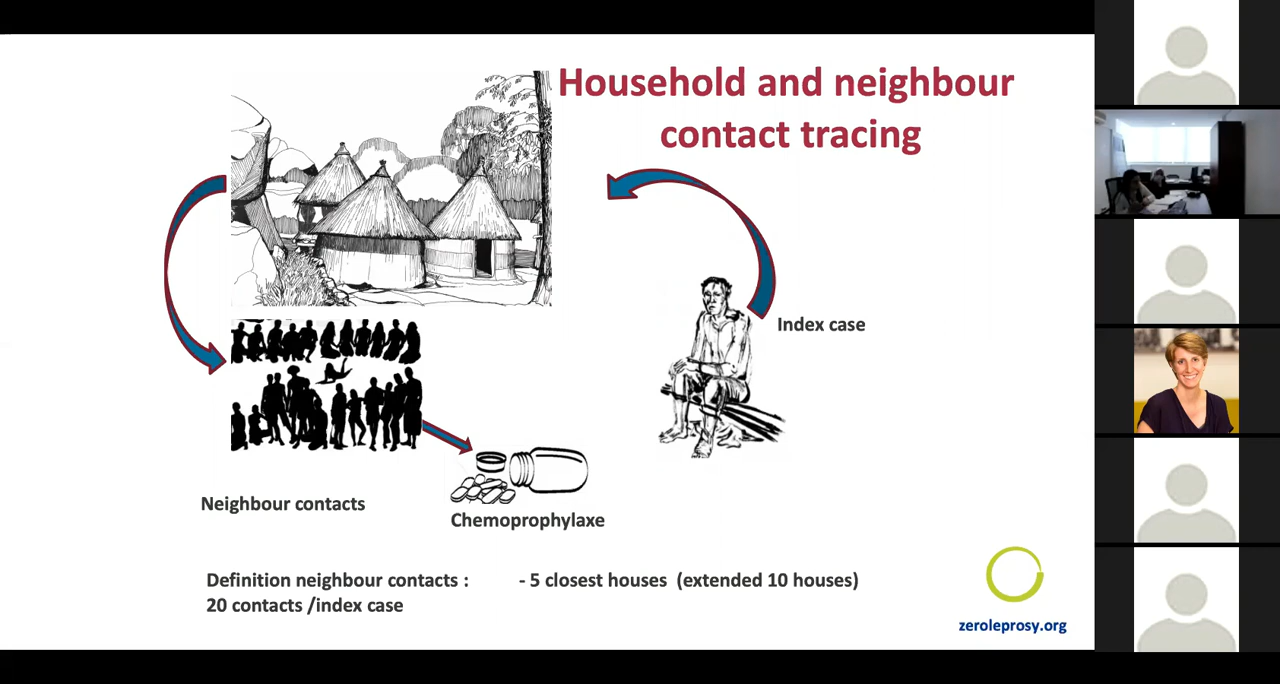 Household and neighbour
contact tracing
Index case
Neighbour contacts
Chemoprophylaxe
Definition neighbour contacts : - 5 closest houses (extended 10 houses)
20 contacts /index case
zeroleprosy.org